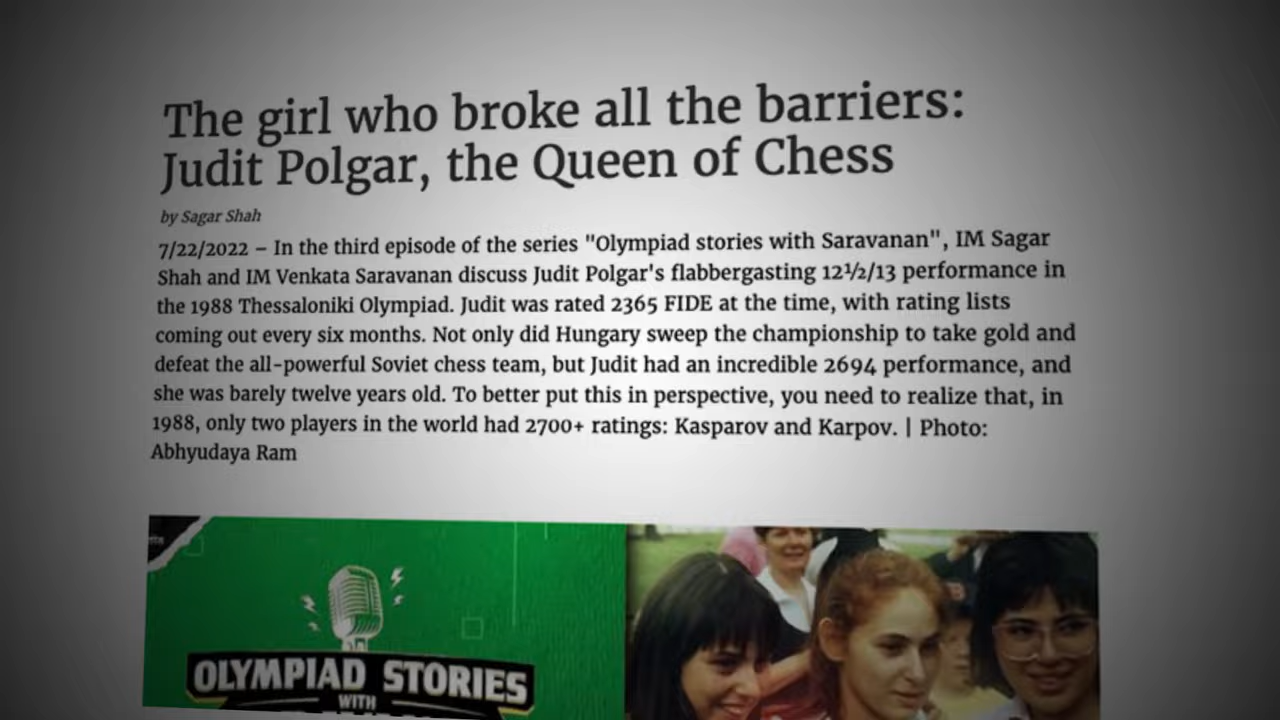 The girl who broke all the barriers:
Judit Polgar, the Queen of Chess
by Sagar Shah
7/22/2022 – In the third episode of the series "Olympiad stories with Saravanan", IM Sagar
Shah and IM Venkata Saravanan discuss Judit Polgar's flabbergasting 12½/13 performance in
the 1988 Thessaloniki Olympiad. Judit was rated 2365 FIDE at the time, with rating lists
coming out every six months. Not only did Hungary sweep the championship to take gold and
defeat the all-powerful Soviet chess team, but Judit had an incredible 2694 performance, and
she was barely twelve years old. To better put this in perspective, you need to realize that, in
1988, only two players in the world had 2700+ ratings: Kasparov and Karpov. | Photo:
Abhyudaya Ram
OLYMPIAD STORIES
WITH